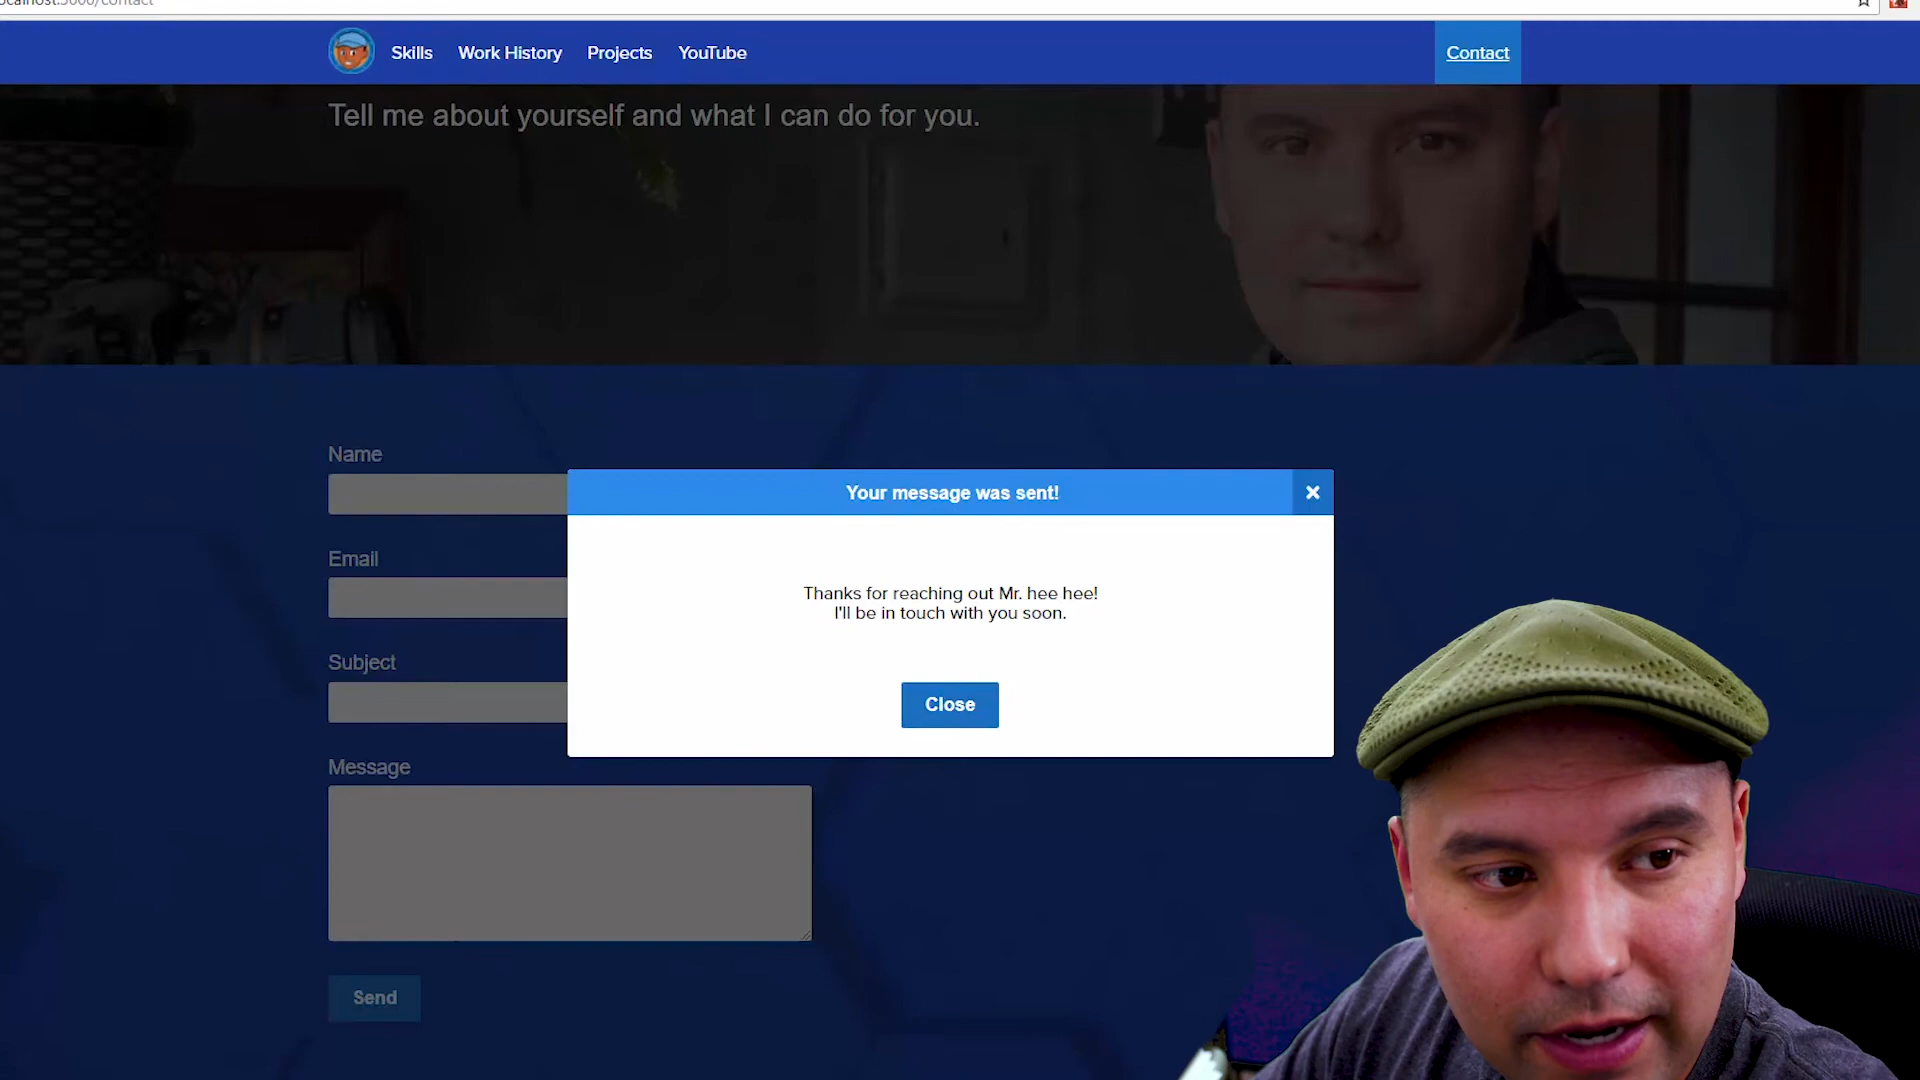 Skills Work History Projects YouTube Contact
Tell me about yourself and what I can do for you.
Name
Your message was sent!
Email
Thanks for reaching out Mr. hee hee!
I'll be in touch with you soon.
Subject
Close
Message
Send